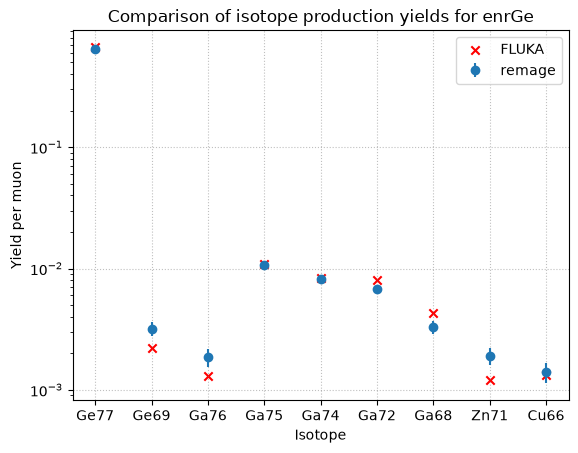 Comparison of isotope production yields for enrGe
FLUKA
remage
Yield per muon
10⁻¹
10⁻²
10⁻³
Ge77 Ge69 Ga76 Ga75 Ga74 Ga72 Ga68 Zn71 Cu66
Isotope